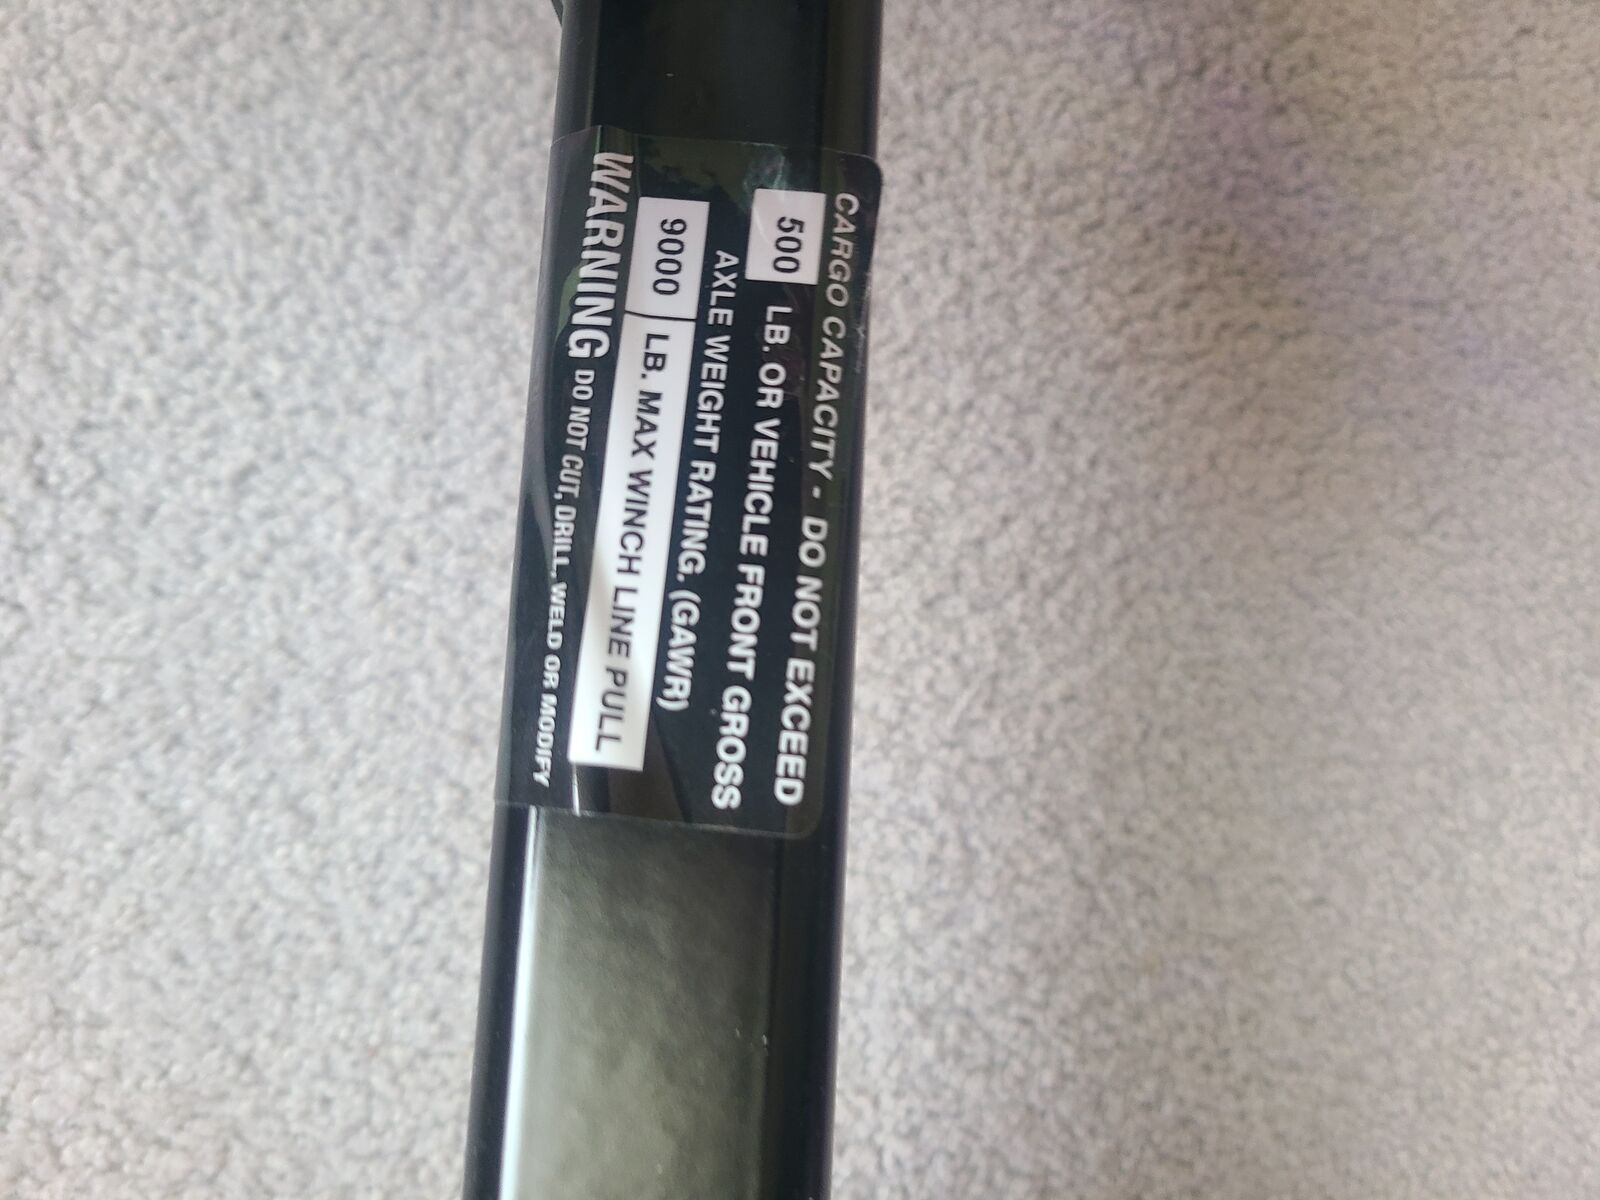 CARGO CAPACITY - DO NOT EXCEED
500 LB. OR VEHICLE FRONT GROSS
AXLE WEIGHT RATING. (GAWR)
9000 LB. MAX WINCH LINE PULL
WARNING DO NOT CUT, DRILL, WELD OR MODIFY